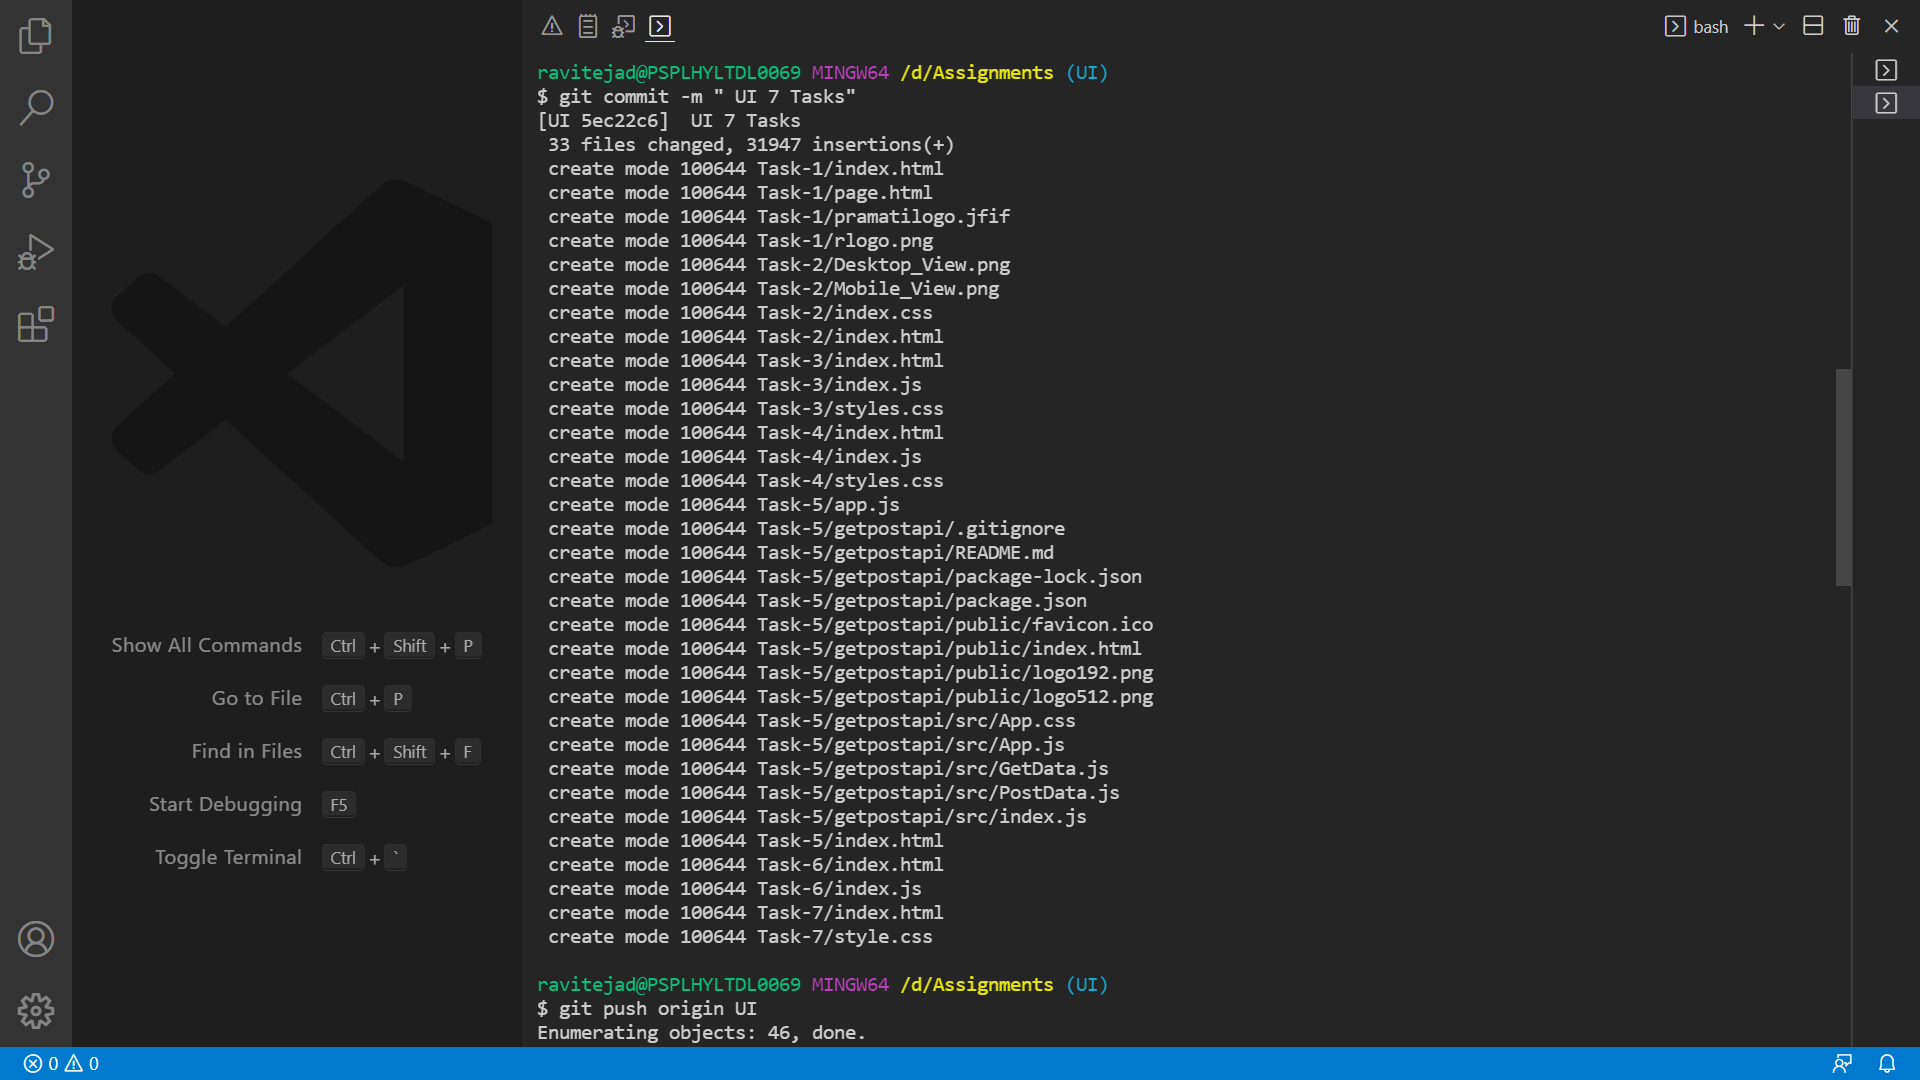 bash
ravitejad@PSPLHYLTDL0069 MINGW64 /d/Assignments (UI)
$ git commit -m " UI 7 Tasks"
[UI 5ec22c6]  UI 7 Tasks
 33 files changed, 31947 insertions(+)
 create mode 100644 Task-1/index.html
 create mode 100644 Task-1/page.html
 create mode 100644 Task-1/pramatilogo.jfif
 create mode 100644 Task-1/rlogo.png
 create mode 100644 Task-2/Desktop_View.png
 create mode 100644 Task-2/Mobile_View.png
 create mode 100644 Task-2/index.css
 create mode 100644 Task-2/index.html
 create mode 100644 Task-3/index.html
 create mode 100644 Task-3/index.js
 create mode 100644 Task-3/styles.css
 create mode 100644 Task-4/index.html
 create mode 100644 Task-4/index.js
 create mode 100644 Task-4/styles.css
 create mode 100644 Task-5/app.js
 create mode 100644 Task-5/getpostapi/.gitignore
 create mode 100644 Task-5/getpostapi/README.md
 create mode 100644 Task-5/getpostapi/package-lock.json
 create mode 100644 Task-5/getpostapi/package.json
 create mode 100644 Task-5/getpostapi/public/favicon.ico
 create mode 100644 Task-5/getpostapi/public/index.html
 create mode 100644 Task-5/getpostapi/public/logo192.png
 create mode 100644 Task-5/getpostapi/public/logo512.png
 create mode 100644 Task-5/getpostapi/src/App.css
 create mode 100644 Task-5/getpostapi/src/App.js
 create mode 100644 Task-5/getpostapi/src/GetData.js
 create mode 100644 Task-5/getpostapi/src/PostData.js
 create mode 100644 Task-5/getpostapi/src/index.js
 create mode 100644 Task-5/index.html
 create mode 100644 Task-6/index.html
 create mode 100644 Task-6/index.js
 create mode 100644 Task-7/index.html
 create mode 100644 Task-7/style.css
ravitejad@PSPLHYLTDL0069 MINGW64 /d/Assignments (UI)
$ git push origin UI
Enumerating objects: 46, done.
Show All Commands Ctrl + Shift + P
Go to File Ctrl + P
Find in Files Ctrl + Shift + F
Start Debugging F5
Toggle Terminal Ctrl + `
0 0